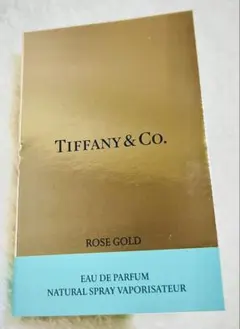 TIFFANY & CO.
ROSE GOLD
EAU DE PARFUM
NATURAL SPRAY VAPORISATEUR